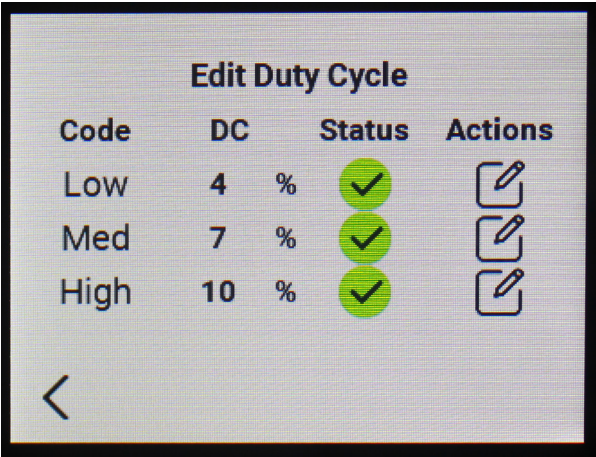 Edit Duty Cycle
Code DC Status Actions
Low 4 %
Med 7 %
High 10 %